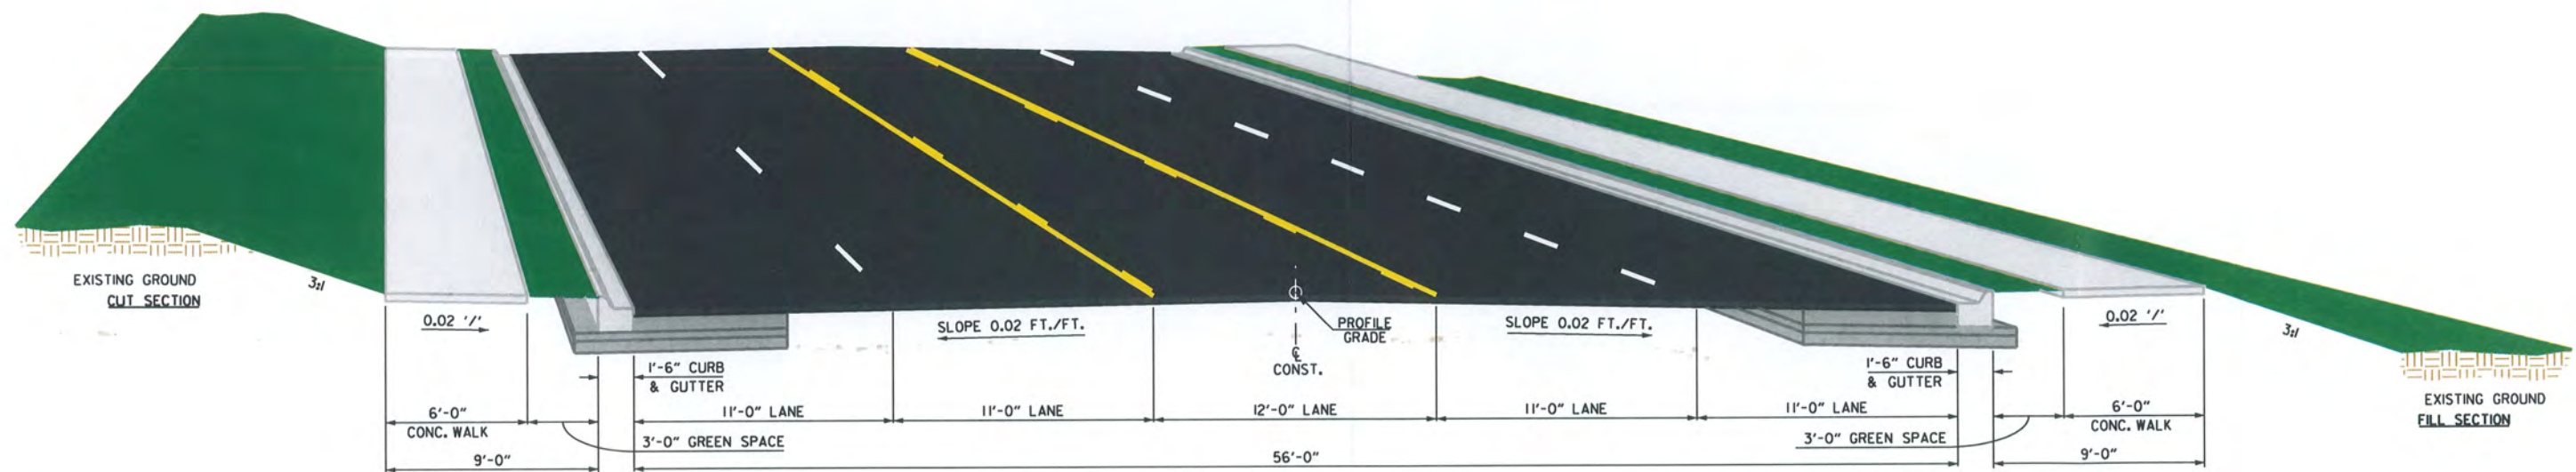 EXISTING GROUND
CUT SECTION
3:1
0.02 '/'
SLOPE 0.02 FT./FT.
PROFILE
GRADE
℄
CONST.
SLOPE 0.02 FT./FT.
0.02 '/'
3:1
EXISTING GROUND
FILL SECTION
1'-6" CURB
& GUTTER
1'-6" CURB
& GUTTER
6'-0"
CONC. WALK
11'-0" LANE
11'-0" LANE
12'-0" LANE
11'-0" LANE
11'-0" LANE
6'-0"
CONC. WALK
3'-0" GREEN SPACE
3'-0" GREEN SPACE
9'-0"
56'-0"
9'-0"